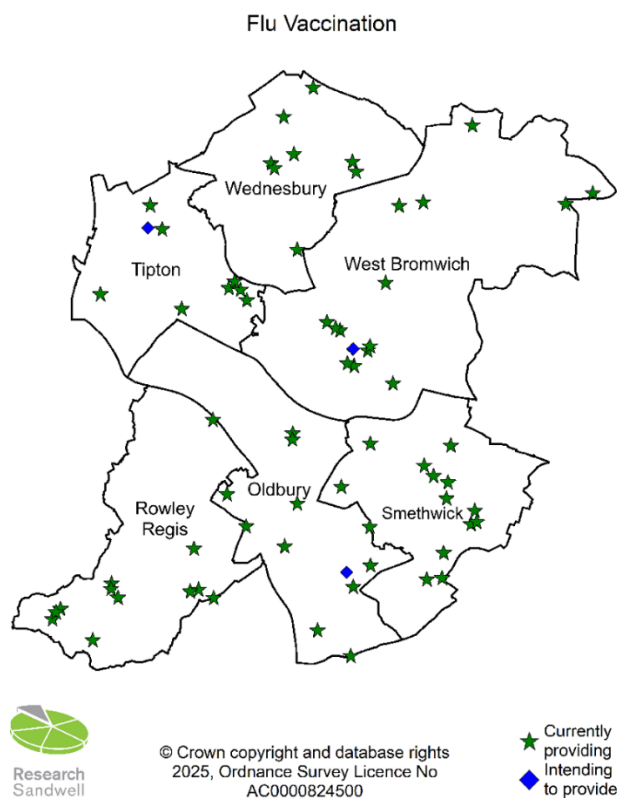 Flu Vaccination
Wednesbury
Tipton
West Bromwich
Oldbury
Rowley
Regis
Smethwick
Research
Sandwell
© Crown copyright and database rights
2025, Ordnance Survey Licence No
AC0000824500
Currently
providing
Intending
to provide